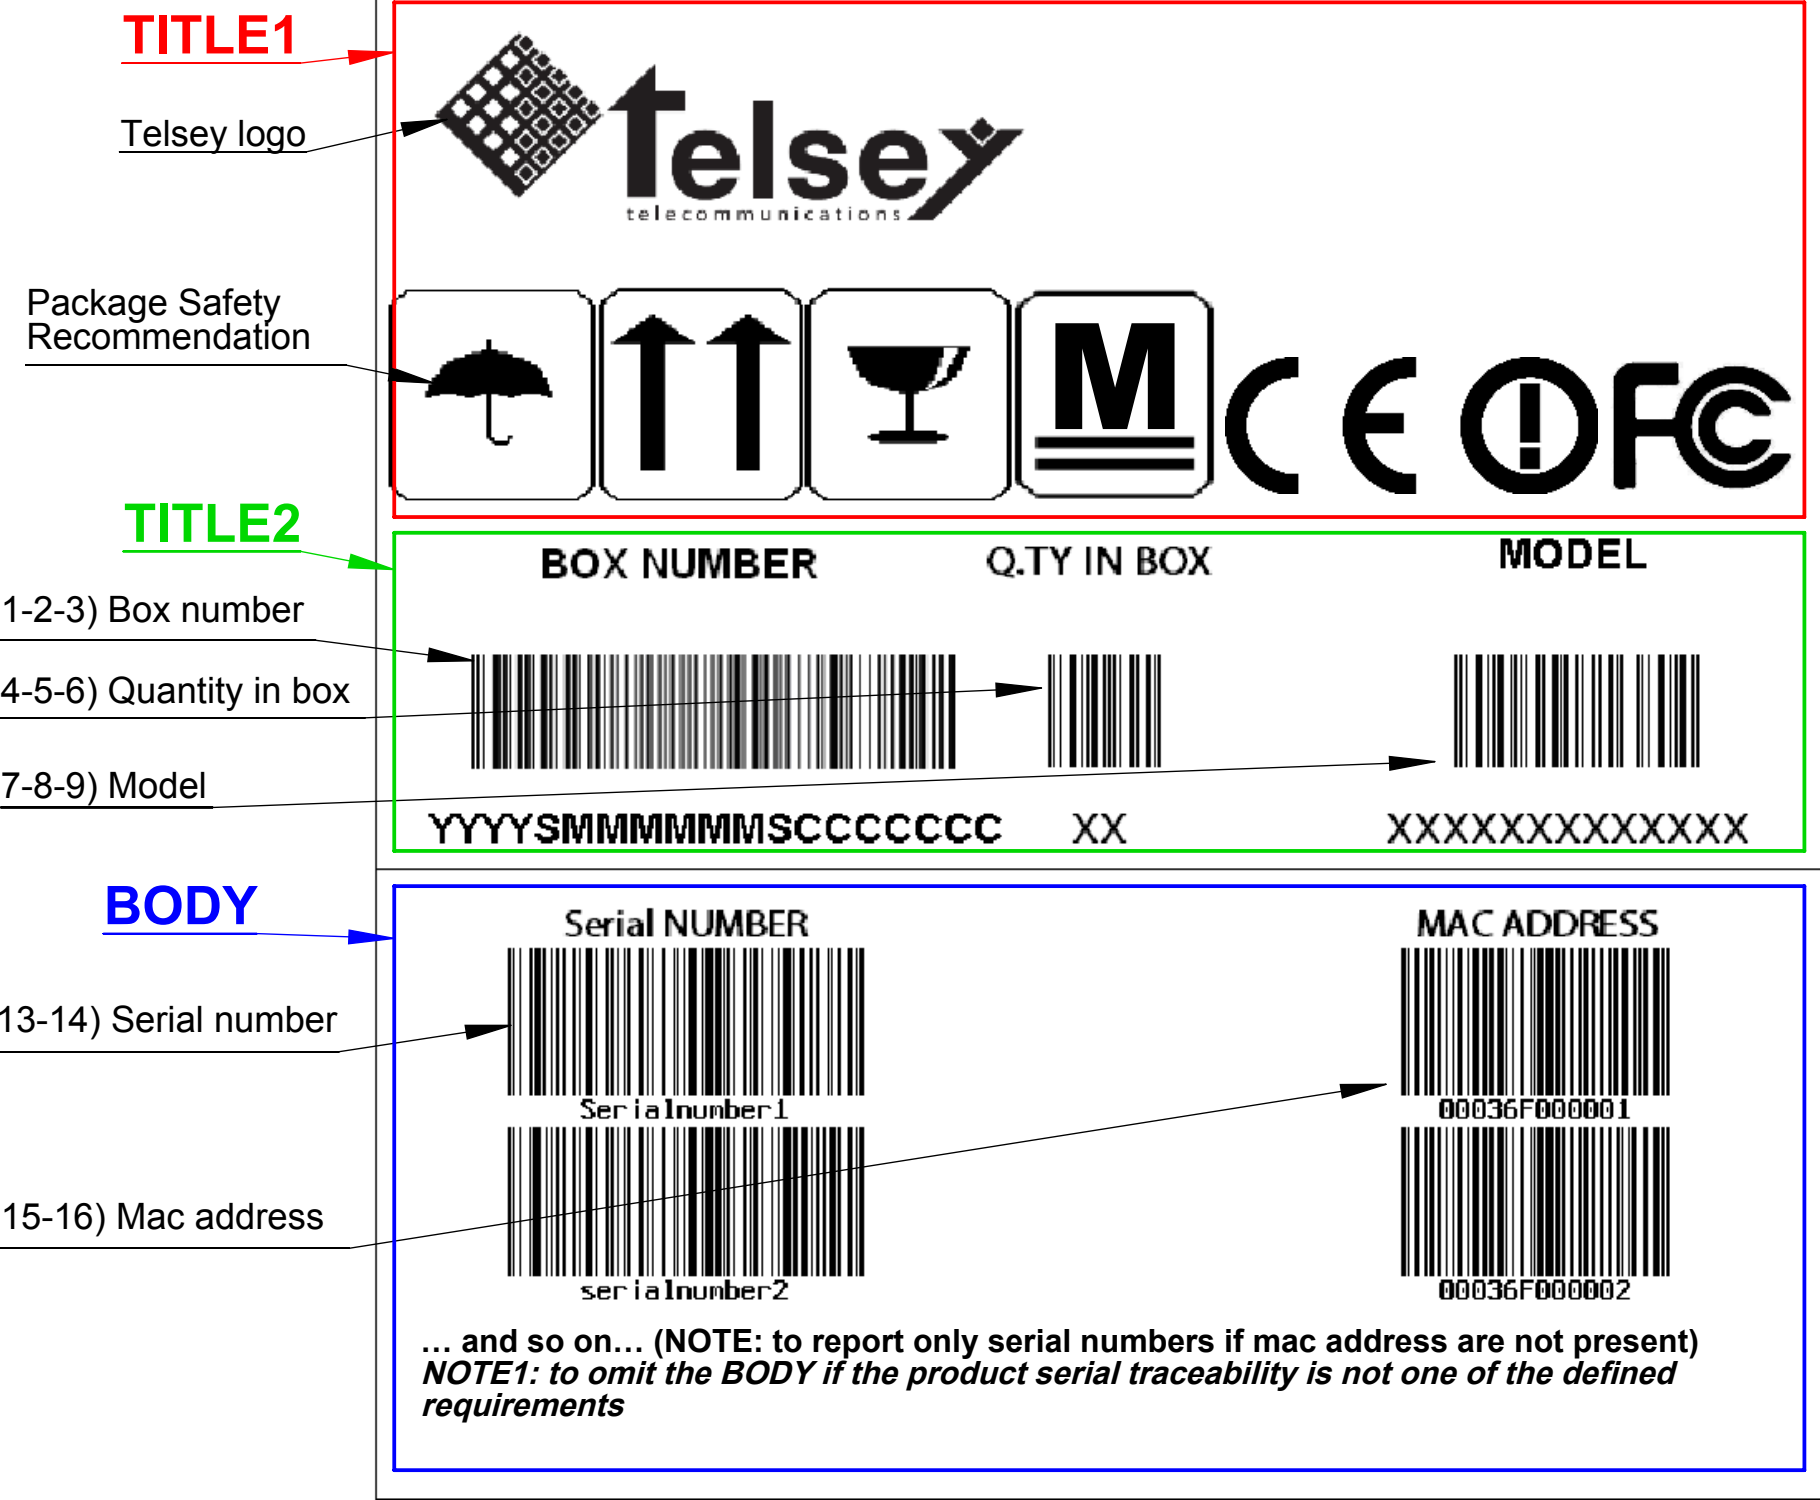 TITLE1
Telsey logo
telsey
telecommunications
Package Safety
Recommendation
M
CE
FC
TITLE2
BOX NUMBER Q.TY IN BOX MODEL
1-2-3) Box number
4-5-6) Quantity in box
7-8-9) Model
YYYYSMMMMMMSCCCCCCC XX XXXXXXXXXXXXX
BODY
Serial NUMBER MAC ADDRESS
13-14) Serial number
Serialnumber1 00036F000001
15-16) Mac address
serialnumber2 00036F000002
... and so on... (NOTE: to report only serial numbers if mac address are not present)
NOTE1: to omit the BODY if the product serial traceability is not one of the defined
requirements